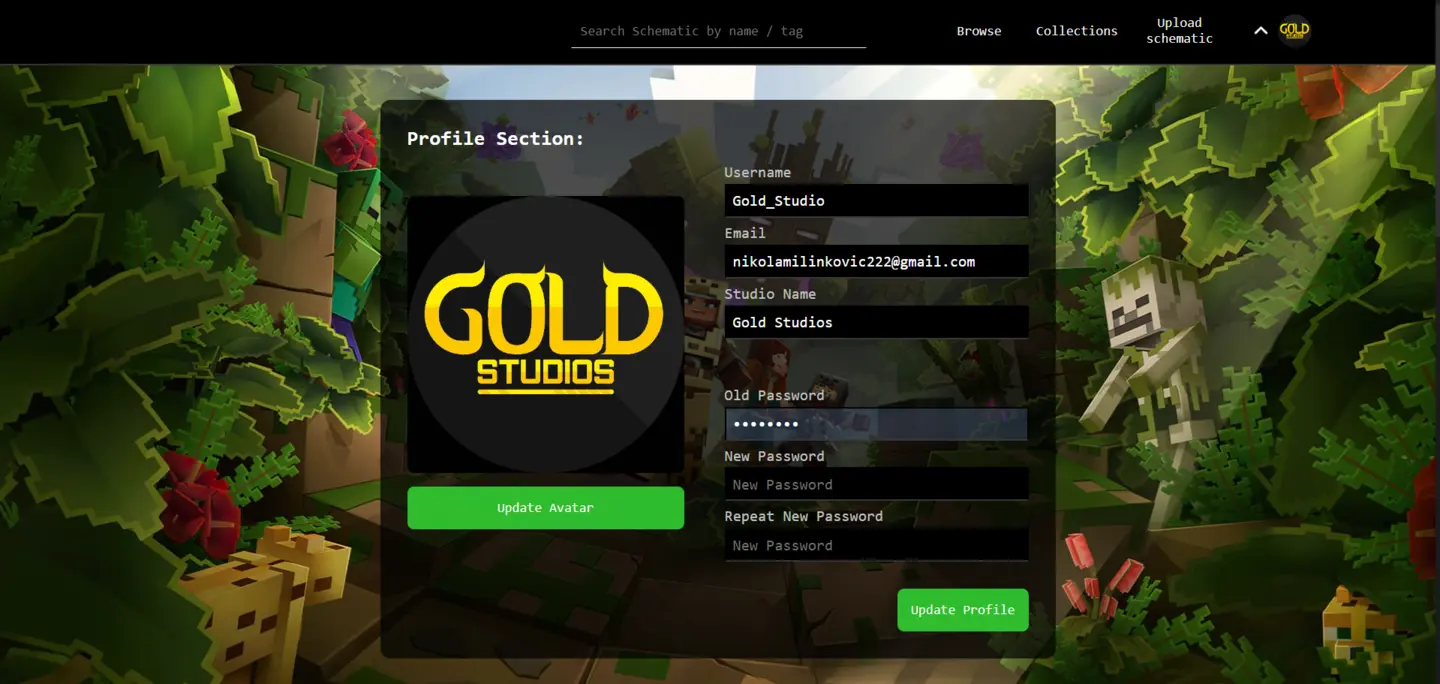 Search Schematic by name / tag
Browse
Collections
Upload
schematic
GOLD
STUDIOS
Profile Section:
GOLD
STUDIOS
Update Avatar
Username
Gold_Studio
Email
nikolamilinkovic222@gmail.com
Studio Name
Gold Studios
Old Password
••••••••
New Password
New Password
Repeat New Password
New Password
Update Profile